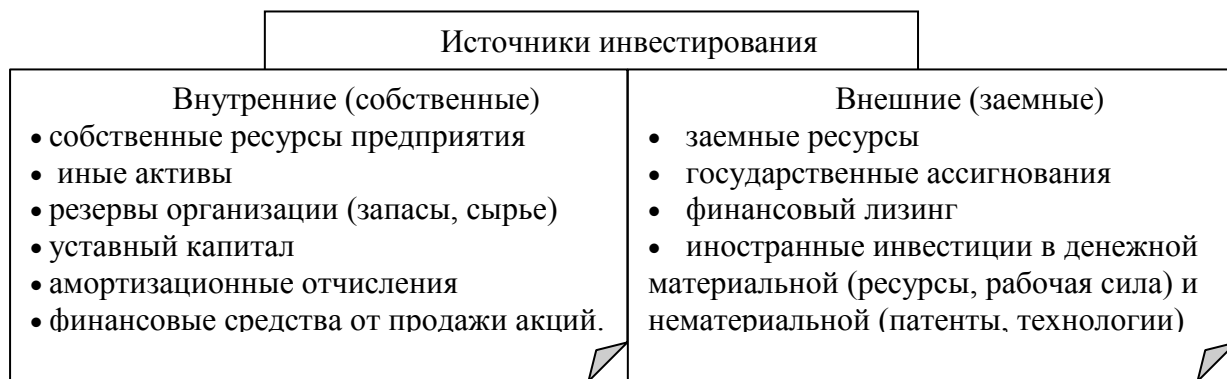 Источники инвестирования
Внутренние (собственные)
• собственные ресурсы предприятия
• иные активы
• резервы организации (запасы, сырье)
• уставный капитал
• амортизационные отчисления
• финансовые средства от продажи акций.
Внешние (заемные)
• заемные ресурсы
• государственные ассигнования
• финансовый лизинг
• иностранные инвестиции в денежной
материальной (ресурсы, рабочая сила) и
нематериальной (патенты, технологии)